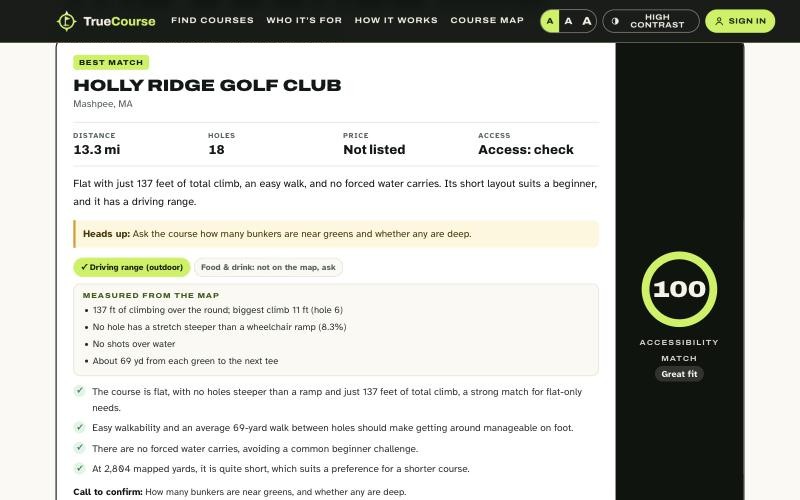 TrueCourse
FIND COURSES
WHO IT'S FOR
HOW IT WORKS
COURSE MAP
A A A
HIGH
CONTRAST
SIGN IN
BEST MATCH
HOLLY RIDGE GOLF CLUB
Mashpee, MA
DISTANCE
13.3 mi
HOLES
18
PRICE
Not listed
ACCESS
Access: check
Flat with just 137 feet of total climb, an easy walk, and no forced water carries. Its short layout suits a beginner,
and it has a driving range.
Heads up: Ask the course how many bunkers are near greens and whether any are deep.
✓ Driving range (outdoor)
Food & drink: not on the map, ask
MEASURED FROM THE MAP
• 137 ft of climbing over the round; biggest climb 11 ft (hole 6)
• No hole has a stretch steeper than a wheelchair ramp (8.3%)
• No shots over water
• About 69 yd from each green to the next tee
✓ The course is flat, with no holes steeper than a ramp and just 137 feet of total climb, a strong match for flat-only
needs.
✓ Easy walkability and an average 69-yard walk between holes should make getting around manageable on foot.
✓ There are no forced water carries, avoiding a common beginner challenge.
✓ At 2,804 mapped yards, it is quite short, which suits a preference for a shorter course.
Call to confirm: How many bunkers are near greens, and whether any are deep.
100
ACCESSIBILITY
MATCH
Great fit